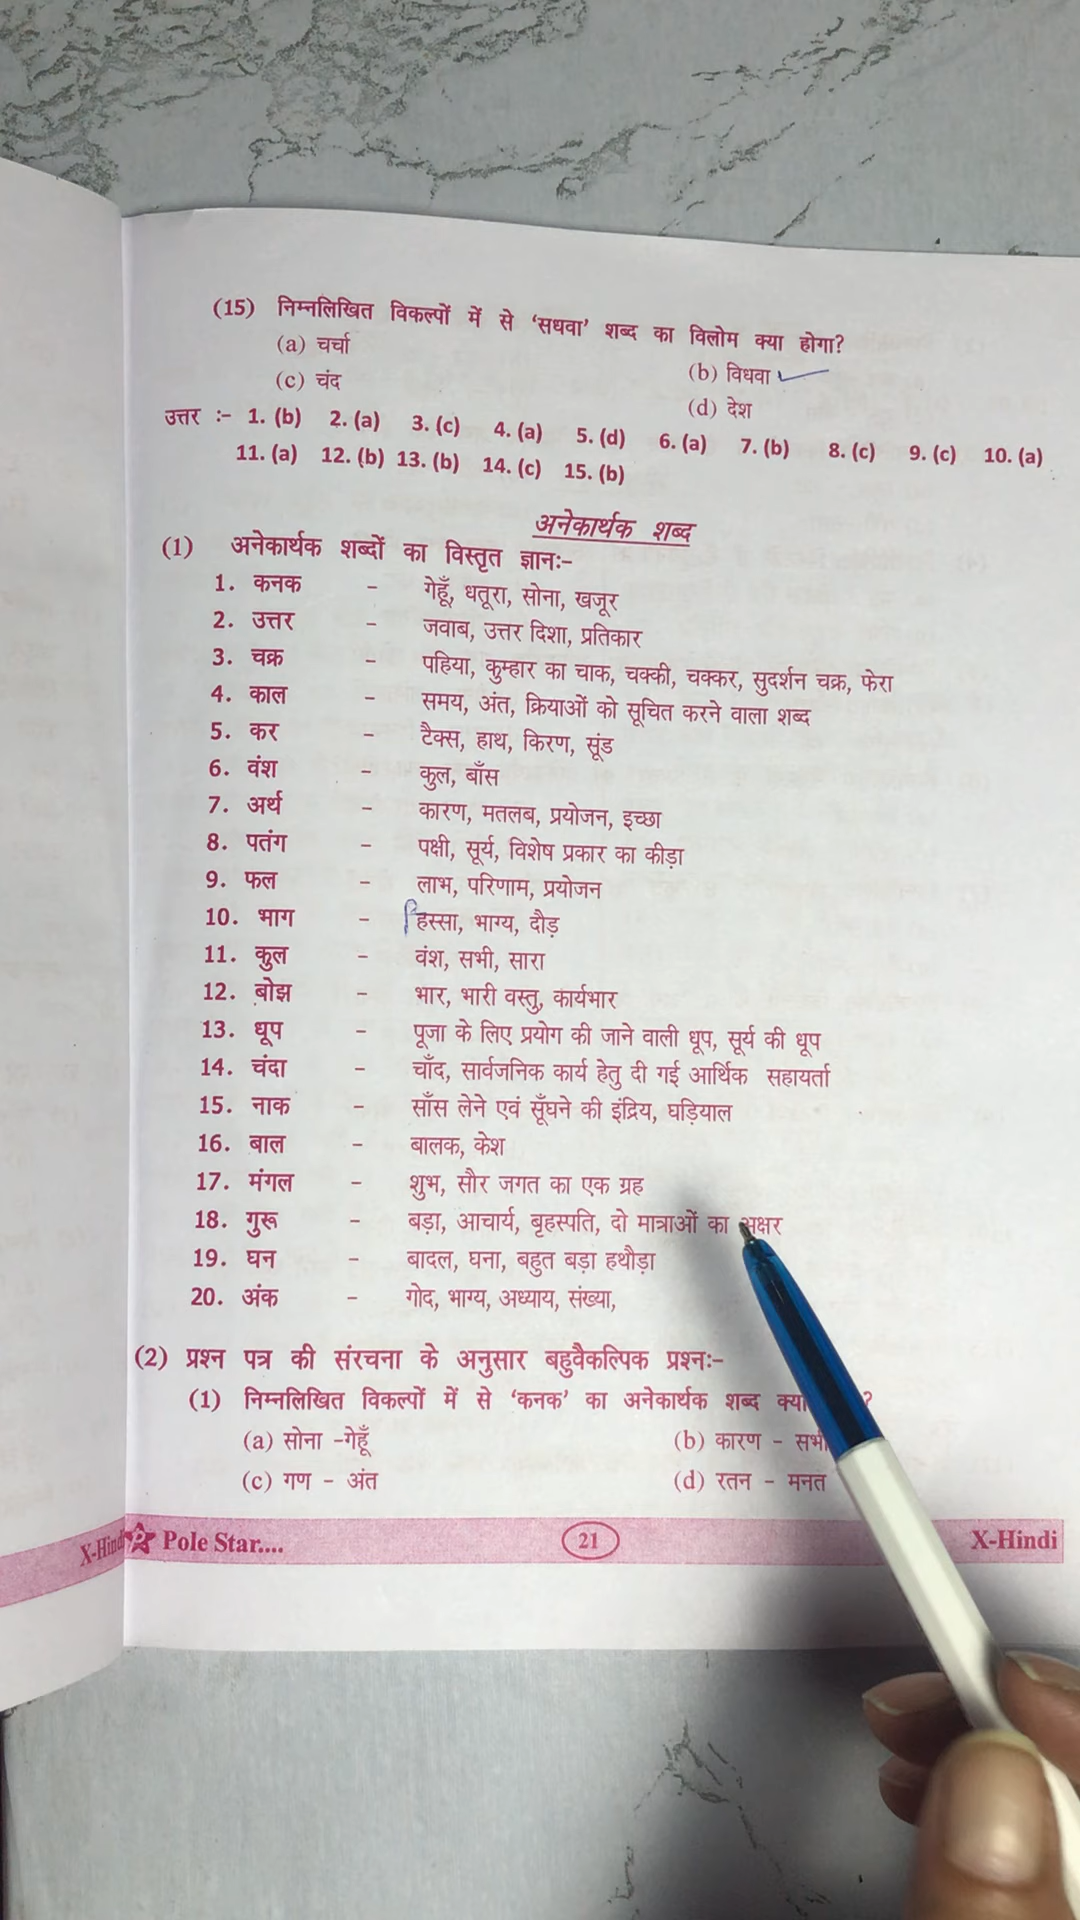 (15) निम्नलिखित विकल्पों में से ‘सधवा’ शब्द का विलोम क्या होगा?
(a) चर्चा (b) विधवा
(c) चंद (d) देश
उत्तर :- 1. (b) 2. (a) 3. (c) 4. (a) 5. (d) 6. (a) 7. (b) 8. (c) 9. (c) 10. (a)
11. (a) 12. (b) 13. (b) 14. (c) 15. (b)
अनेकार्थक शब्द
(1) अनेकार्थक शब्दों का विस्तृत ज्ञानः-
1. कनक - गेहूँ, धतूरा, सोना, खजूर
2. उत्तर - जवाब, उत्तर दिशा, प्रतिकार
3. चक्र - पहिया, कुम्हार का चाक, चक्की, चक्कर, सुदर्शन चक्र, फेरा
4. काल - समय, अंत, क्रियाओं को सूचित करने वाला शब्द
5. कर - टैक्स, हाथ, किरण, सूंड
6. वंश - कुल, बाँस
7. अर्थ - कारण, मतलब, प्रयोजन, इच्छा
8. पतंग - पक्षी, सूर्य, विशेष प्रकार का कीड़ा
9. फल - लाभ, परिणाम, प्रयोजन
10. भाग - हिस्सा, भाग्य, दौड़
11. कुल - वंश, सभी, सारा
12. बोझ - भार, भारी वस्तु, कार्यभार
13. धूप - पूजा के लिए प्रयोग की जाने वाली धूप, सूर्य की धूप
14. चंदा - चाँद, सार्वजनिक कार्य हेतु दी गई आर्थिक सहायर्ता
15. नाक - साँस लेने एवं सूँघने की इंद्रिय, घड़ियाल
16. बाल - बालक, केश
17. मंगल - शुभ, सौर जगत का एक ग्रह
18. गुरू - बड़ा, आचार्य, बृहस्पति, दो मात्राओं का अक्षर
19. घन - बादल, घना, बहुत बड़ा हथौड़ा
20. अंक - गोद, भाग्य, अध्याय, संख्या,
(2) प्रश्न पत्र की संरचना के अनुसार बहुवैकल्पिक प्रश्नः-
(1) निम्नलिखित विकल्पों में से ‘कनक’ का अनेकार्थक शब्द क्या ?
(a) सोना -गेहूँ (b) कारण - सभी
(c) गण - अंत (d) रतन - मनत
X-Hindi Pole Star.... 21 X-Hindi